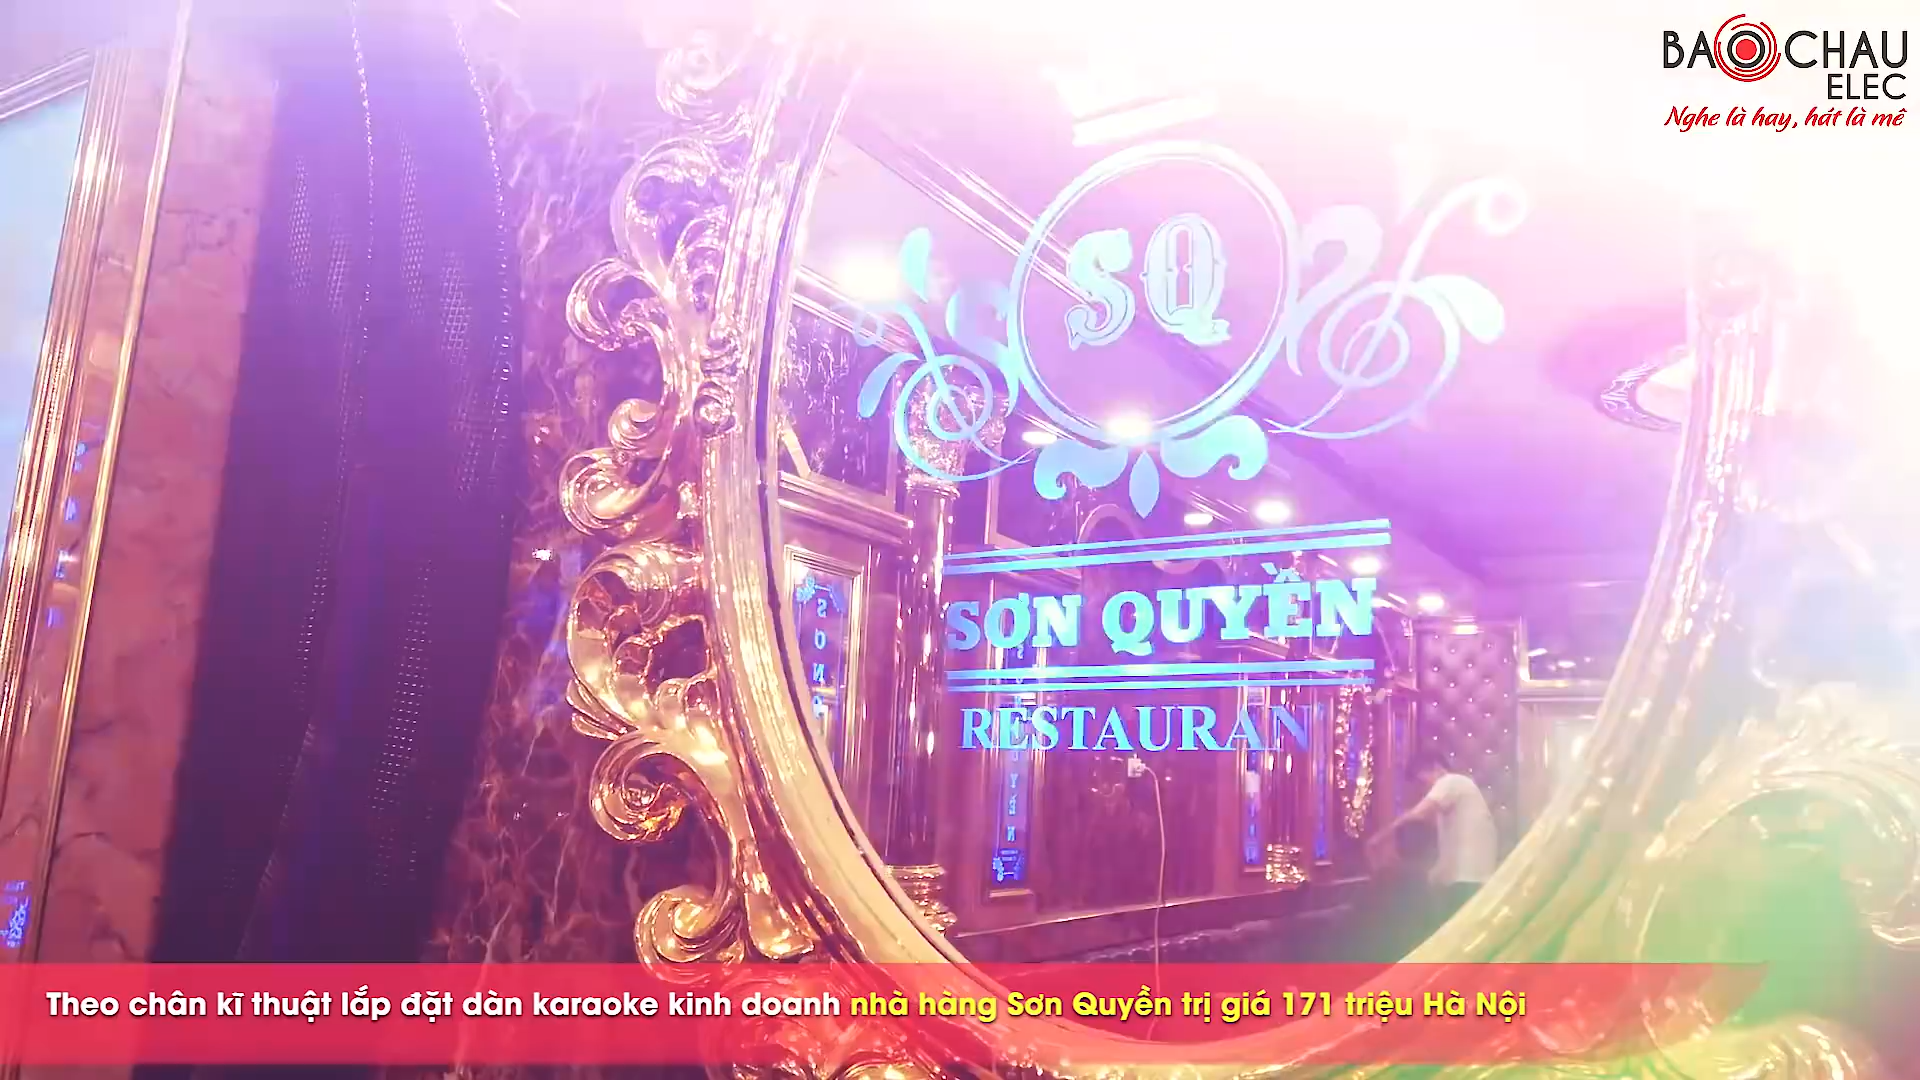 BAOCHAU
ELEC
Nghe là hay, hát là mê
SQ
SƠN QUYỀN
RESTAURAN
Theo chân kĩ thuật lắp đặt dàn karaoke kinh doanh nhà hàng Sơn Quyền trị giá 171 triệu Hà Nội